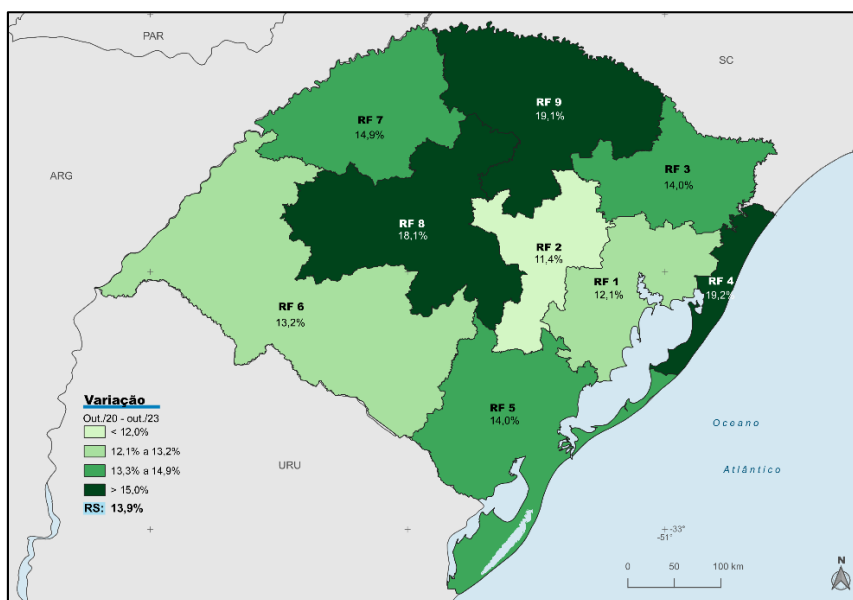 PAR
SC
ARG
RF 9
19,1%
RF 7
14,9%
RF 3
14,0%
RF 8
18,1%
RF 2
11,4%
RF 4
19,2%
RF 1
12,1%
RF 6
13,2%
RF 5
14,0%
URU
Variação
Out./20 - out./23
< 12,0%
12,1% a 13,2%
13,3% a 14,9%
> 15,0%
RS: 13,9%
Oceano
Atlântico
-33°
-51°
0 50 100 km
N